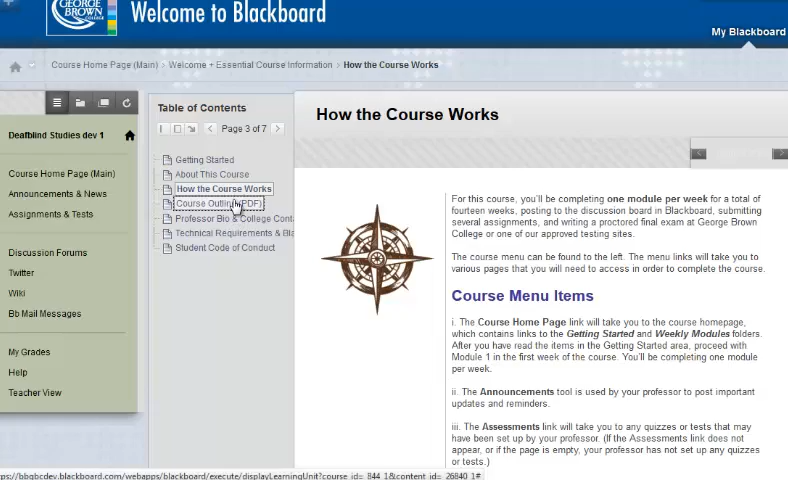 GEORGE BROWN
COLLEGE
Welcome to Blackboard
My Blackboard
Course Home Page (Main) > Welcome + Essential Course Information > How the Course Works
Deafblind Studies dev 1
Course Home Page (Main)
Announcements & News
Assignments & Tests
Discussion Forums
Twitter
Wiki
Bb Mail Messages
My Grades
Help
Teacher View
Table of Contents
Page 3 of 7
Getting Started
About This Course
How the Course Works
Course Outline (PDF)
Professor Bio & College Conta
Technical Requirements & Bla
Student Code of Conduct
How the Course Works
For this course, you'll be completing one module per week for a total of
fourteen weeks, posting to the discussion board in Blackboard, submitting
several assignments, and writing a proctored final exam at George Brown
College or one of our approved testing sites.
The course menu can be found to the left. The menu links will take you to
various pages that you will need to access in order to complete the course.
Course Menu Items
i. The Course Home Page link will take you to the course homepage,
which contains links to the Getting Started and Weekly Modules folders.
After you have read the items in the Getting Started area, proceed with
Module 1 in the first week of the course. You'll be completing one module
per week.
ii. The Announcements tool is used by your professor to post important
updates and reminders.
iii. The Assessments link will take you to any quizzes or tests that may
have been set up by your professor. (If the Assessments link does not
appear, or if the page is empty, your professor has not set up any quizzes
or tests.)
ps://bbgbcdev.blackboard.com/webapps/blackboard/execute/displayLearningUnit?course_id=_844_1&content_id=_26840_1#